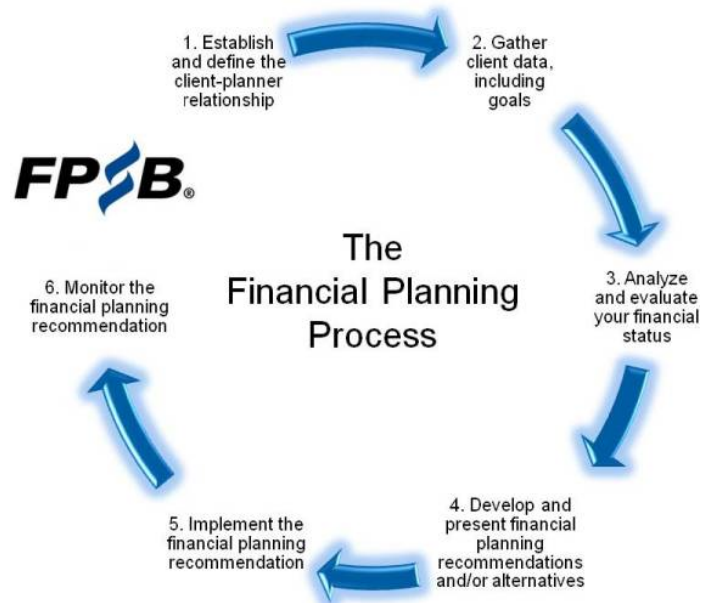 1. Establish
and define the
client-planner
relationship
2. Gather
client data,
including
goals
FPSB®
The
Financial Planning
Process
3. Analyze
and evaluate
your financial
status
4. Develop and
present financial
planning
recommendations
and/or alternatives
5. Implement the
financial planning
recommendation
6. Monitor the
financial planning
recommendation